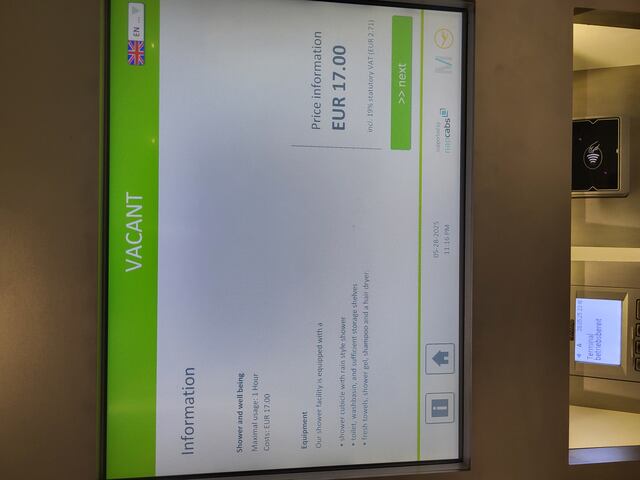 VACANT
EN ...
Information
Shower and well being
Maximal usage: 1 Hour
Costs: EUR 17.00
Equipment
Our shower facility is equipped with a
• shower cubicle with rain style shower
• toilet, washbasin, and sufficient storage shelves
• fresh towels, shower gel, shampoo and a hair dryer
Price information
EUR 17.00
incl. 19% statutory VAT (EUR 2.71)
>> next
05-28-2025
11:16 PM
supported by
napcabs
M
Terminal
betriebsbereit